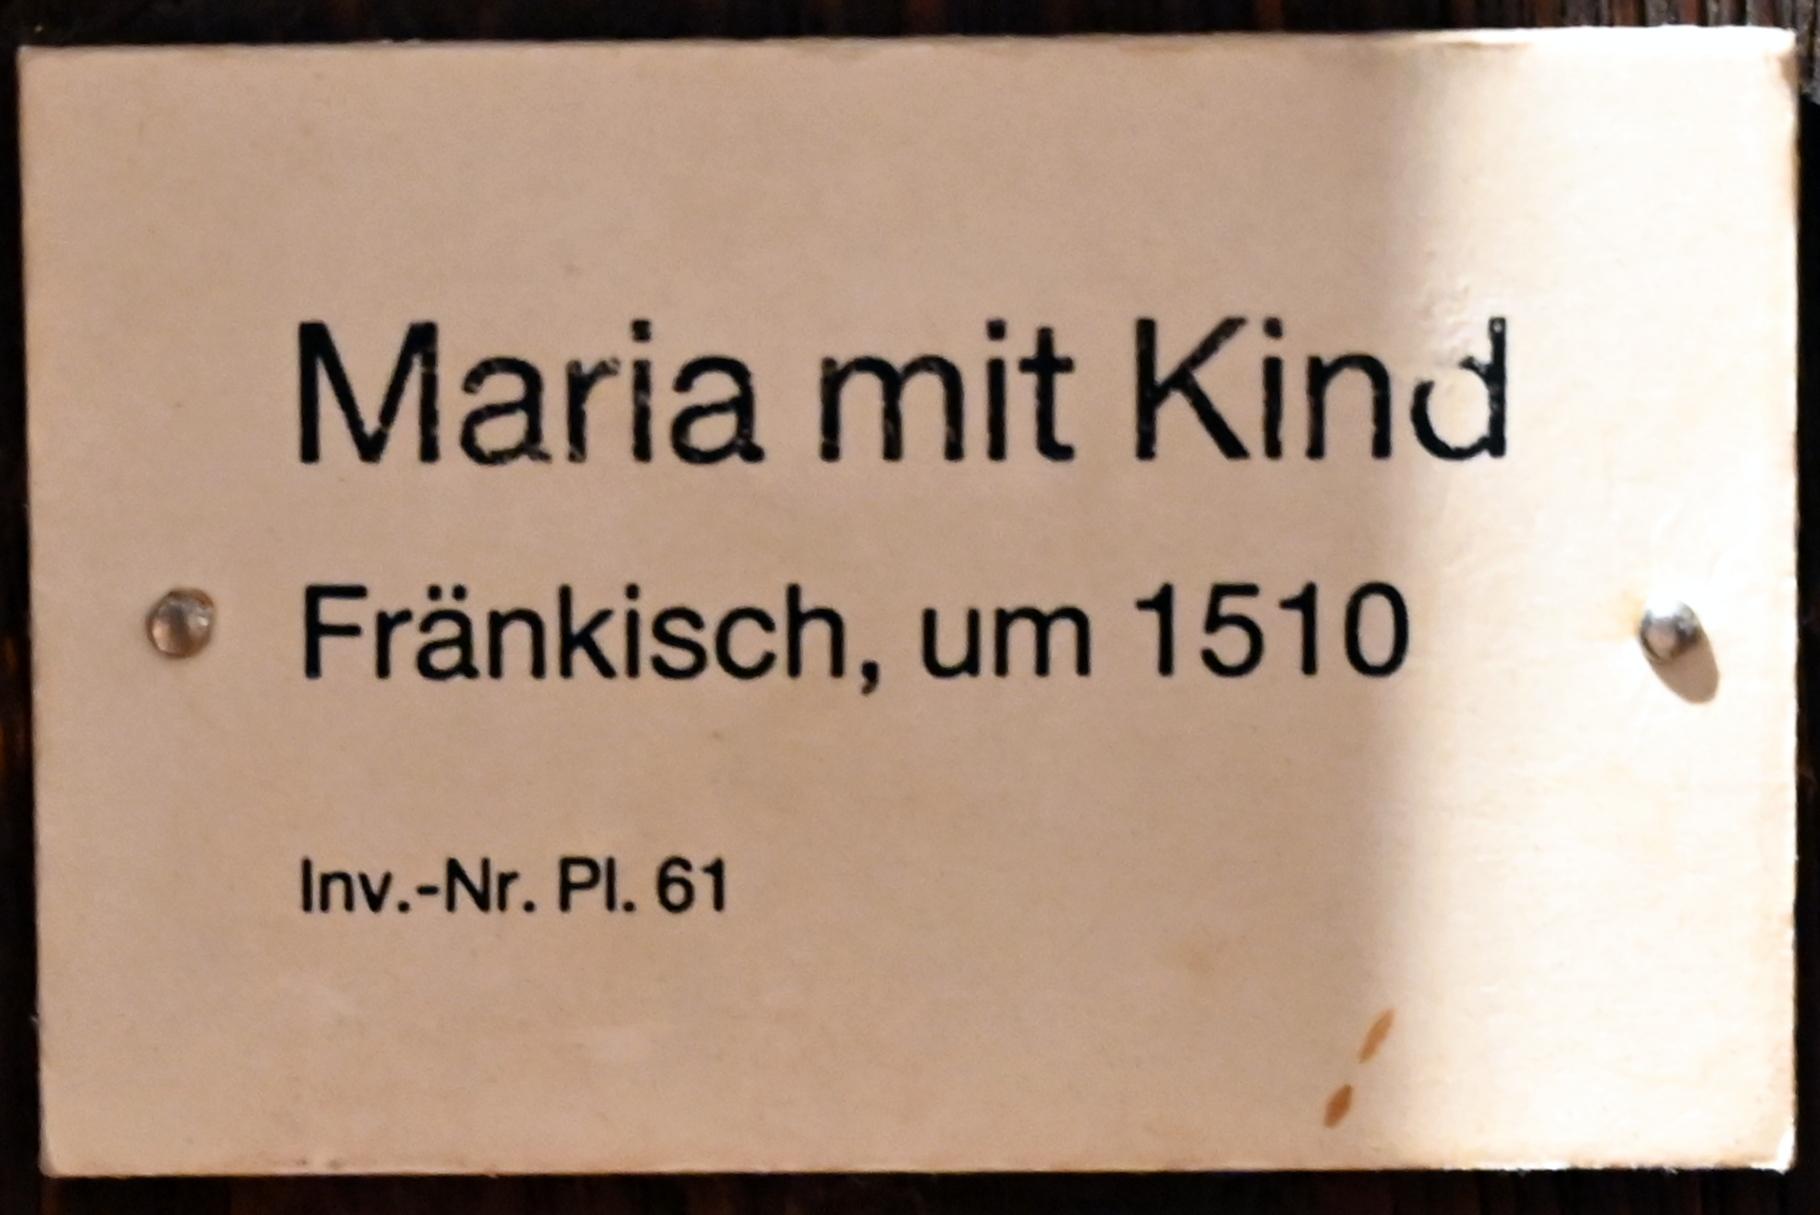 Maria mit Kind
Fränkisch, um 1510
Inv.-Nr. Pl. 61